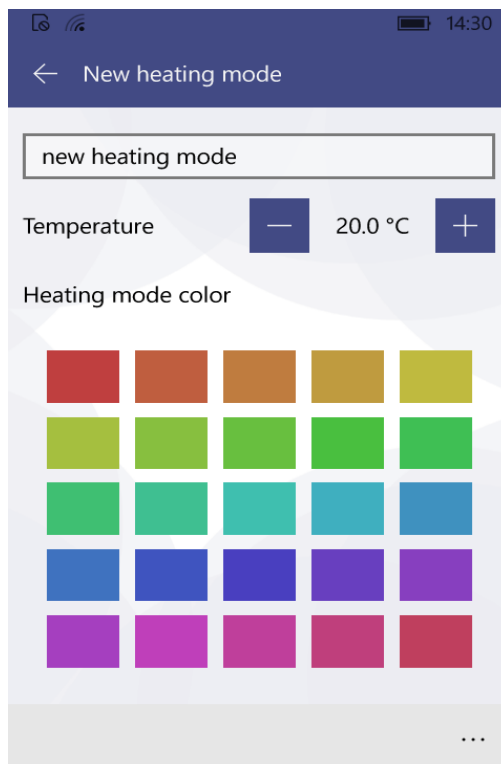 14:30
New heating mode
new heating mode
Temperature 20.0 °C
Heating mode color